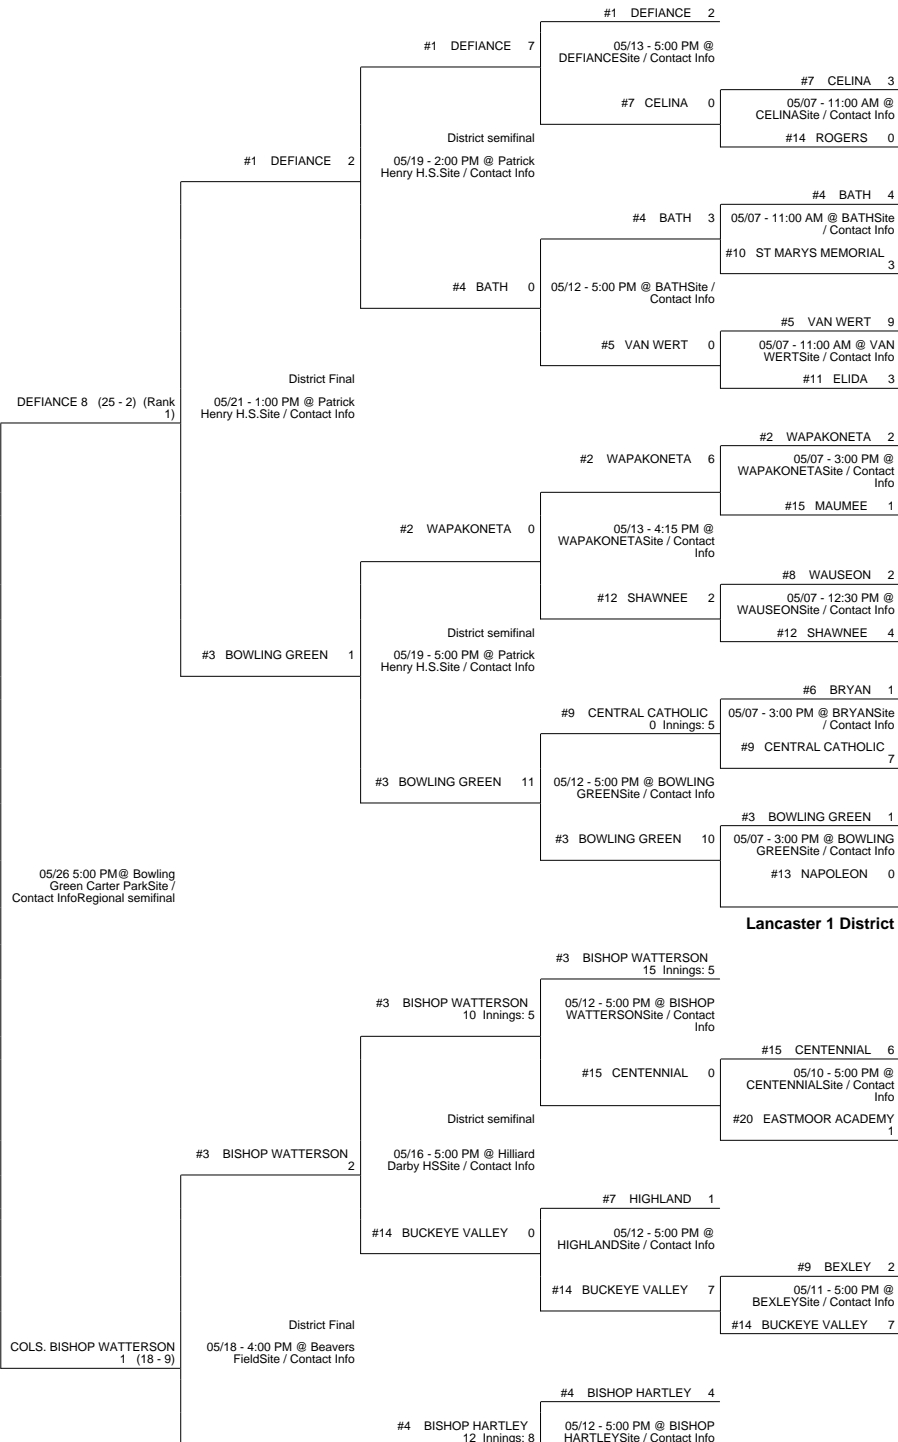 #1 DEFIANCE 2
#1 DEFIANCE 7
05/13 - 5:00 PM @
DEFIANCESite / Contact Info
#7 CELINA 3
#7 CELINA 0
05/07 - 11:00 AM @
CELINASite / Contact Info
District semifinal
#14 ROGERS 0
#1 DEFIANCE 2
05/19 - 2:00 PM @ Patrick
Henry H.S.Site / Contact Info
#4 BATH 4
#4 BATH 3
05/07 - 11:00 AM @ BATHSite
/ Contact Info
#10 ST MARYS MEMORIAL
3
#4 BATH 0
05/12 - 5:00 PM @ BATHSite /
Contact Info
#5 VAN WERT 9
#5 VAN WERT 0
05/07 - 11:00 AM @ VAN
WERTSite / Contact Info
District Final
#11 ELIDA 3
DEFIANCE 8 (25 - 2) (Rank
1)
05/21 - 1:00 PM @ Patrick
Henry H.S.Site / Contact Info
#2 WAPAKONETA 2
#2 WAPAKONETA 6
05/07 - 3:00 PM @
WAPAKONETASite / Contact
Info
#15 MAUMEE 1
#2 WAPAKONETA 0
05/13 - 4:15 PM @
WAPAKONETASite / Contact
Info
#8 WAUSEON 2
#12 SHAWNEE 2
05/07 - 12:30 PM @
WAUSEONSite / Contact Info
District semifinal
#12 SHAWNEE 4
#3 BOWLING GREEN 1
05/19 - 5:00 PM @ Patrick
Henry H.S.Site / Contact Info
#6 BRYAN 1
#9 CENTRAL CATHOLIC
0 Innings: 5
05/07 - 3:00 PM @ BRYANSite
/ Contact Info
#9 CENTRAL CATHOLIC
7
#3 BOWLING GREEN 11
05/12 - 5:00 PM @ BOWLING
GREENSite / Contact Info
#3 BOWLING GREEN 1
#3 BOWLING GREEN 10
05/07 - 3:00 PM @ BOWLING
GREENSite / Contact Info
#13 NAPOLEON 0
05/26 5:00 PM@ Bowling
Green Carter ParkSite /
Contact InfoRegional semifinal
Lancaster 1 District
#3 BISHOP WATTERSON
15 Innings: 5
#3 BISHOP WATTERSON
10 Innings: 5
05/12 - 5:00 PM @ BISHOP
WATTERSONSite / Contact
Info
#15 CENTENNIAL 6
#15 CENTENNIAL 0
05/10 - 5:00 PM @
CENTENNIALSite / Contact
Info
District semifinal
#20 EASTMOOR ACADEMY
1
#3 BISHOP WATTERSON
2
05/16 - 5:00 PM @ Hilliard
Darby HSSite / Contact Info
#7 HIGHLAND 1
#14 BUCKEYE VALLEY 0
05/12 - 5:00 PM @
HIGHLANDSite / Contact Info
#9 BEXLEY 2
#14 BUCKEYE VALLEY 7
05/11 - 5:00 PM @
BEXLEYSite / Contact Info
District Final
#14 BUCKEYE VALLEY 7
COLS. BISHOP WATTERSON
1 (18 - 9)
05/18 - 4:00 PM @ Beavers
FieldSite / Contact Info
#4 BISHOP HARTLEY 4
#4 BISHOP HARTLEY
12 Innings: 8
05/12 - 5:00 PM @ BISHOP
HARTLEYSite / Contact Info